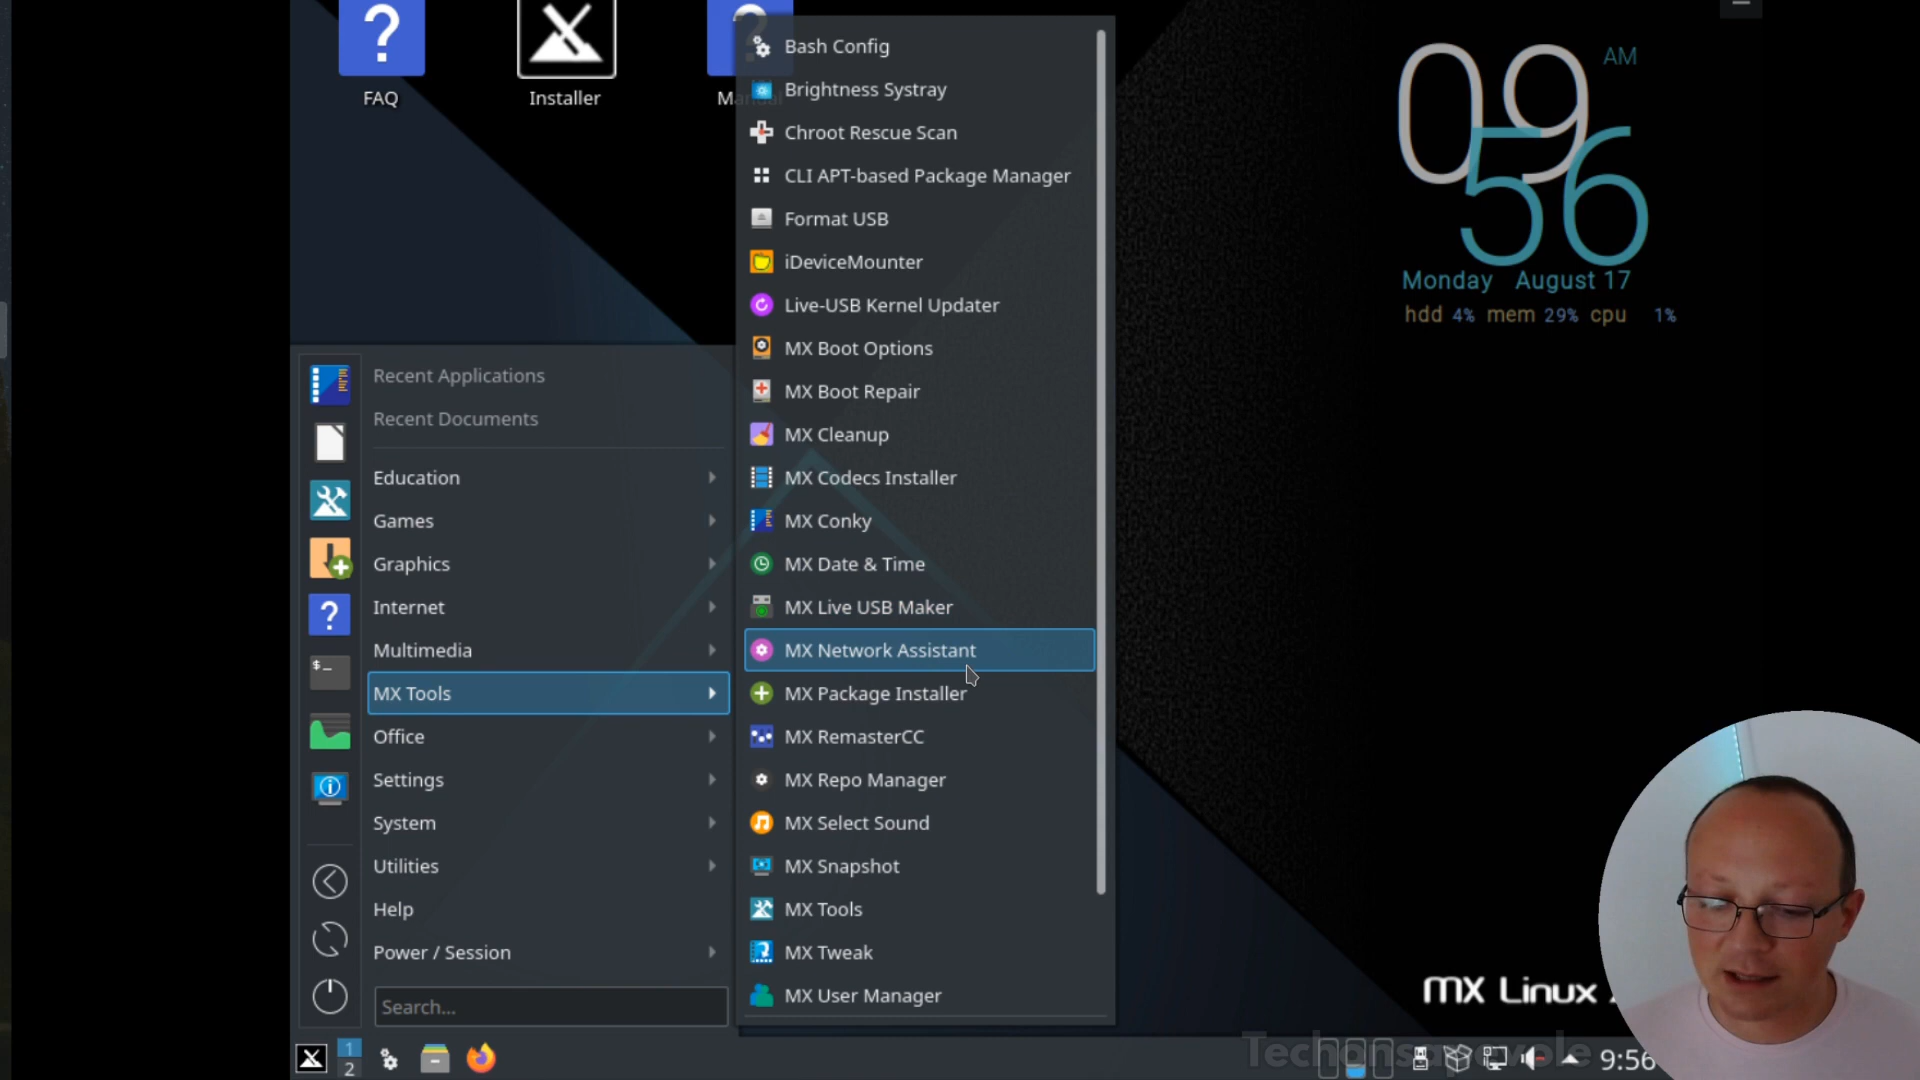 FAQ
Installer
Bash Config
Brightness Systray
Chroot Rescue Scan
CLI APT-based Package Manager
Format USB
iDeviceMounter
Live-USB Kernel Updater
MX Boot Options
MX Boot Repair
MX Cleanup
MX Codecs Installer
MX Conky
MX Date & Time
MX Live USB Maker
MX Network Assistant
MX Package Installer
MX RemasterCC
MX Repo Manager
MX Select Sound
MX Snapshot
MX Tools
MX Tweak
MX User Manager
Recent Applications
Recent Documents
Education
Games
Graphics
Internet
Multimedia
MX Tools
Office
Settings
System
Utilities
Help
Power / Session
Search...
09 AM
56
Monday August 17
hdd 4% mem 29% cpu 1%
MX Linux
1
2
9:56